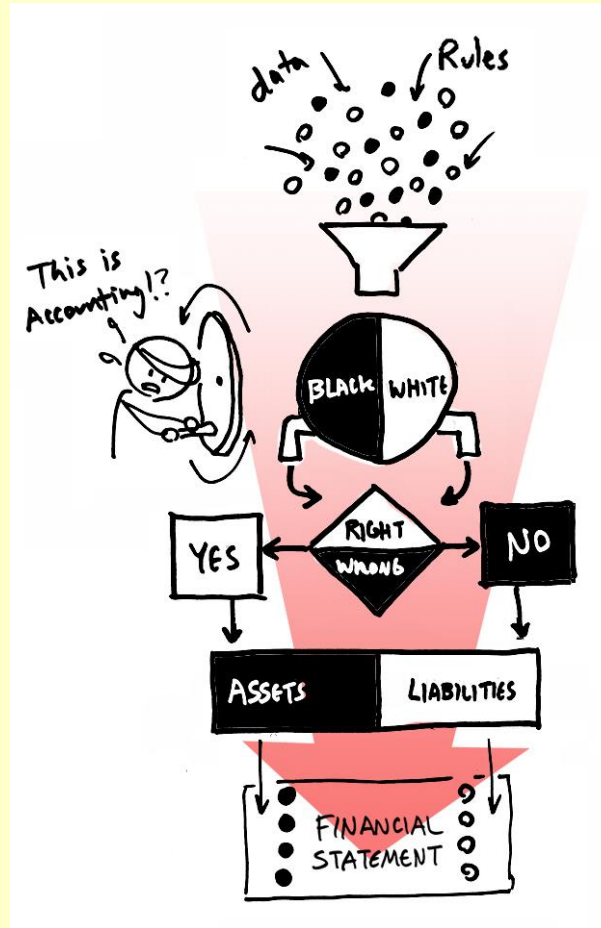 data
Rules
This is
Accounting!?
BLACK WHITE
RIGHT
WRONG
YES
NO
ASSETS
LIABILITIES
FINANCIAL
STATEMENT